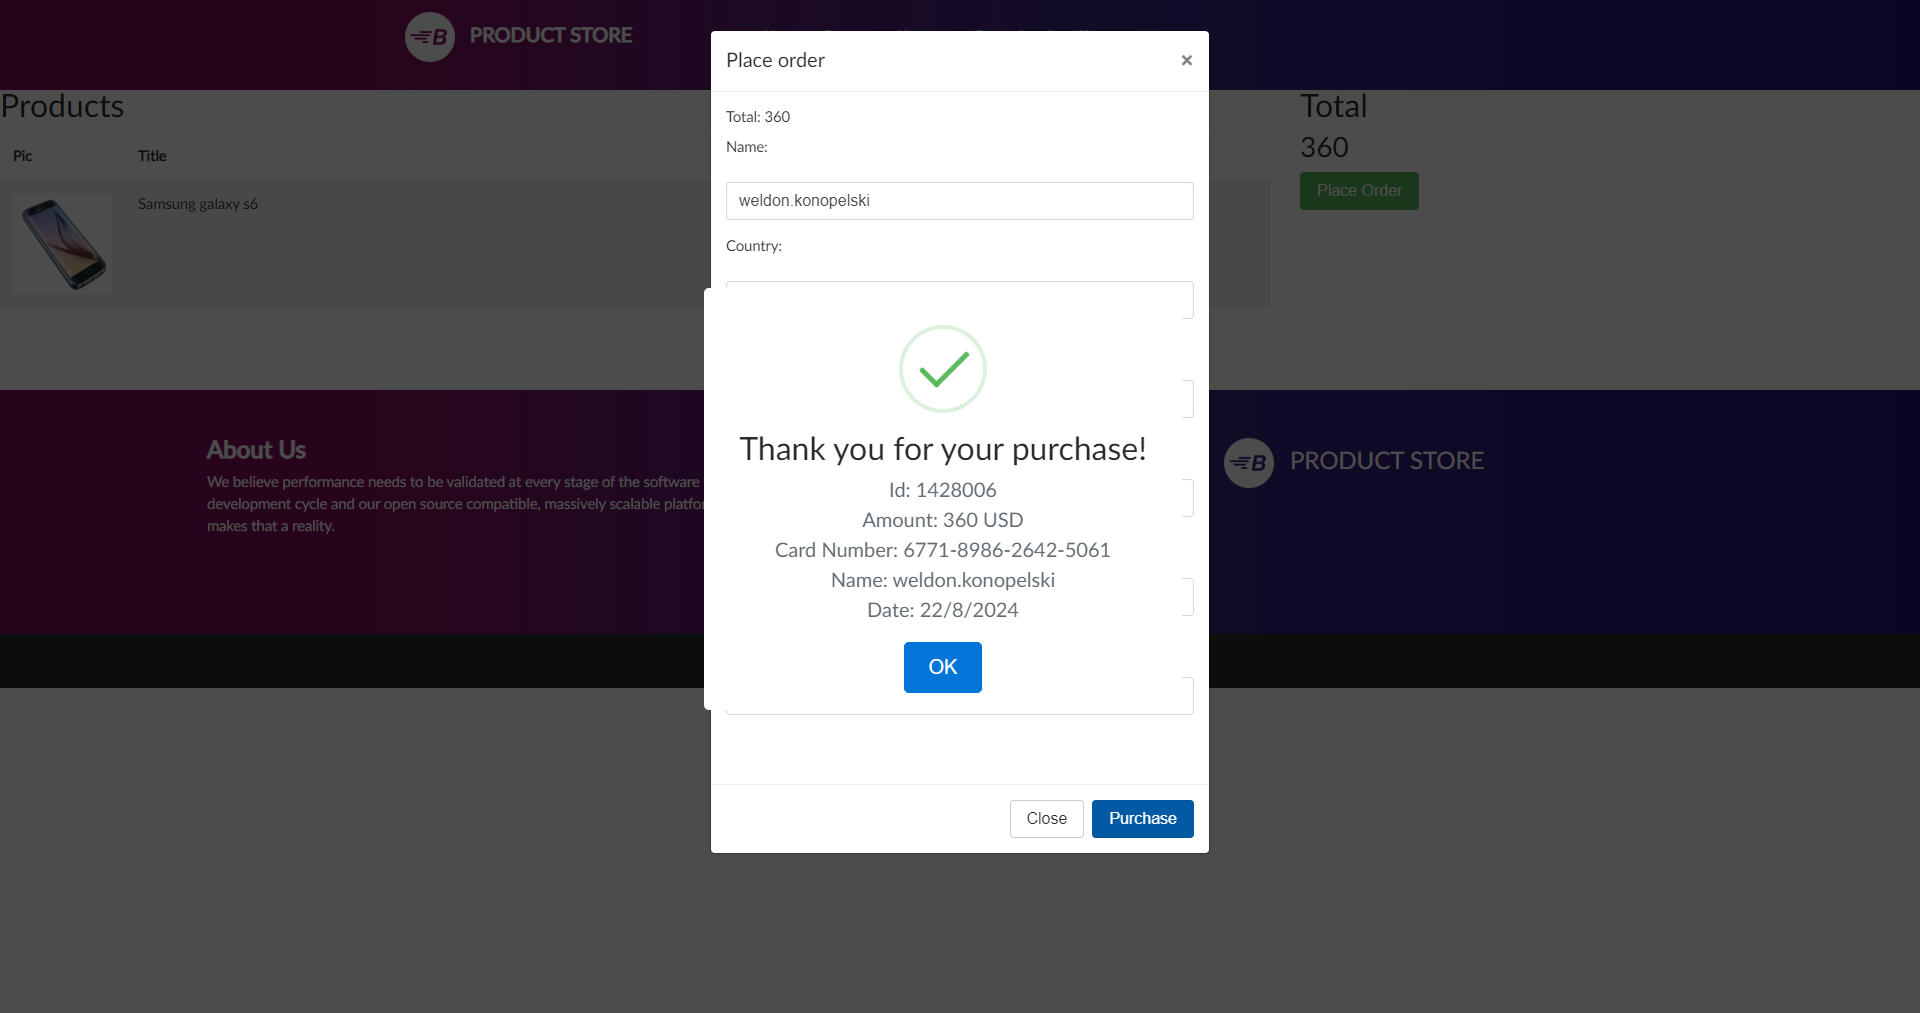 B PRODUCT STORE
Place order ×
Products
Total
Total: 360
360
Name:
Pic Title
Place Order
Samsung galaxy s6
weldon.konopelski
Country:
Thank you for your purchase!
Id: 1428006
Amount: 360 USD
Card Number: 6771-8986-2642-5061
Name: weldon.konopelski
Date: 22/8/2024
OK
About Us
We believe performance needs to be validated at every stage of the software
development cycle and our open source compatible, massively scalable
makes that a reality.
B PRODUCT STORE
Close Purchase